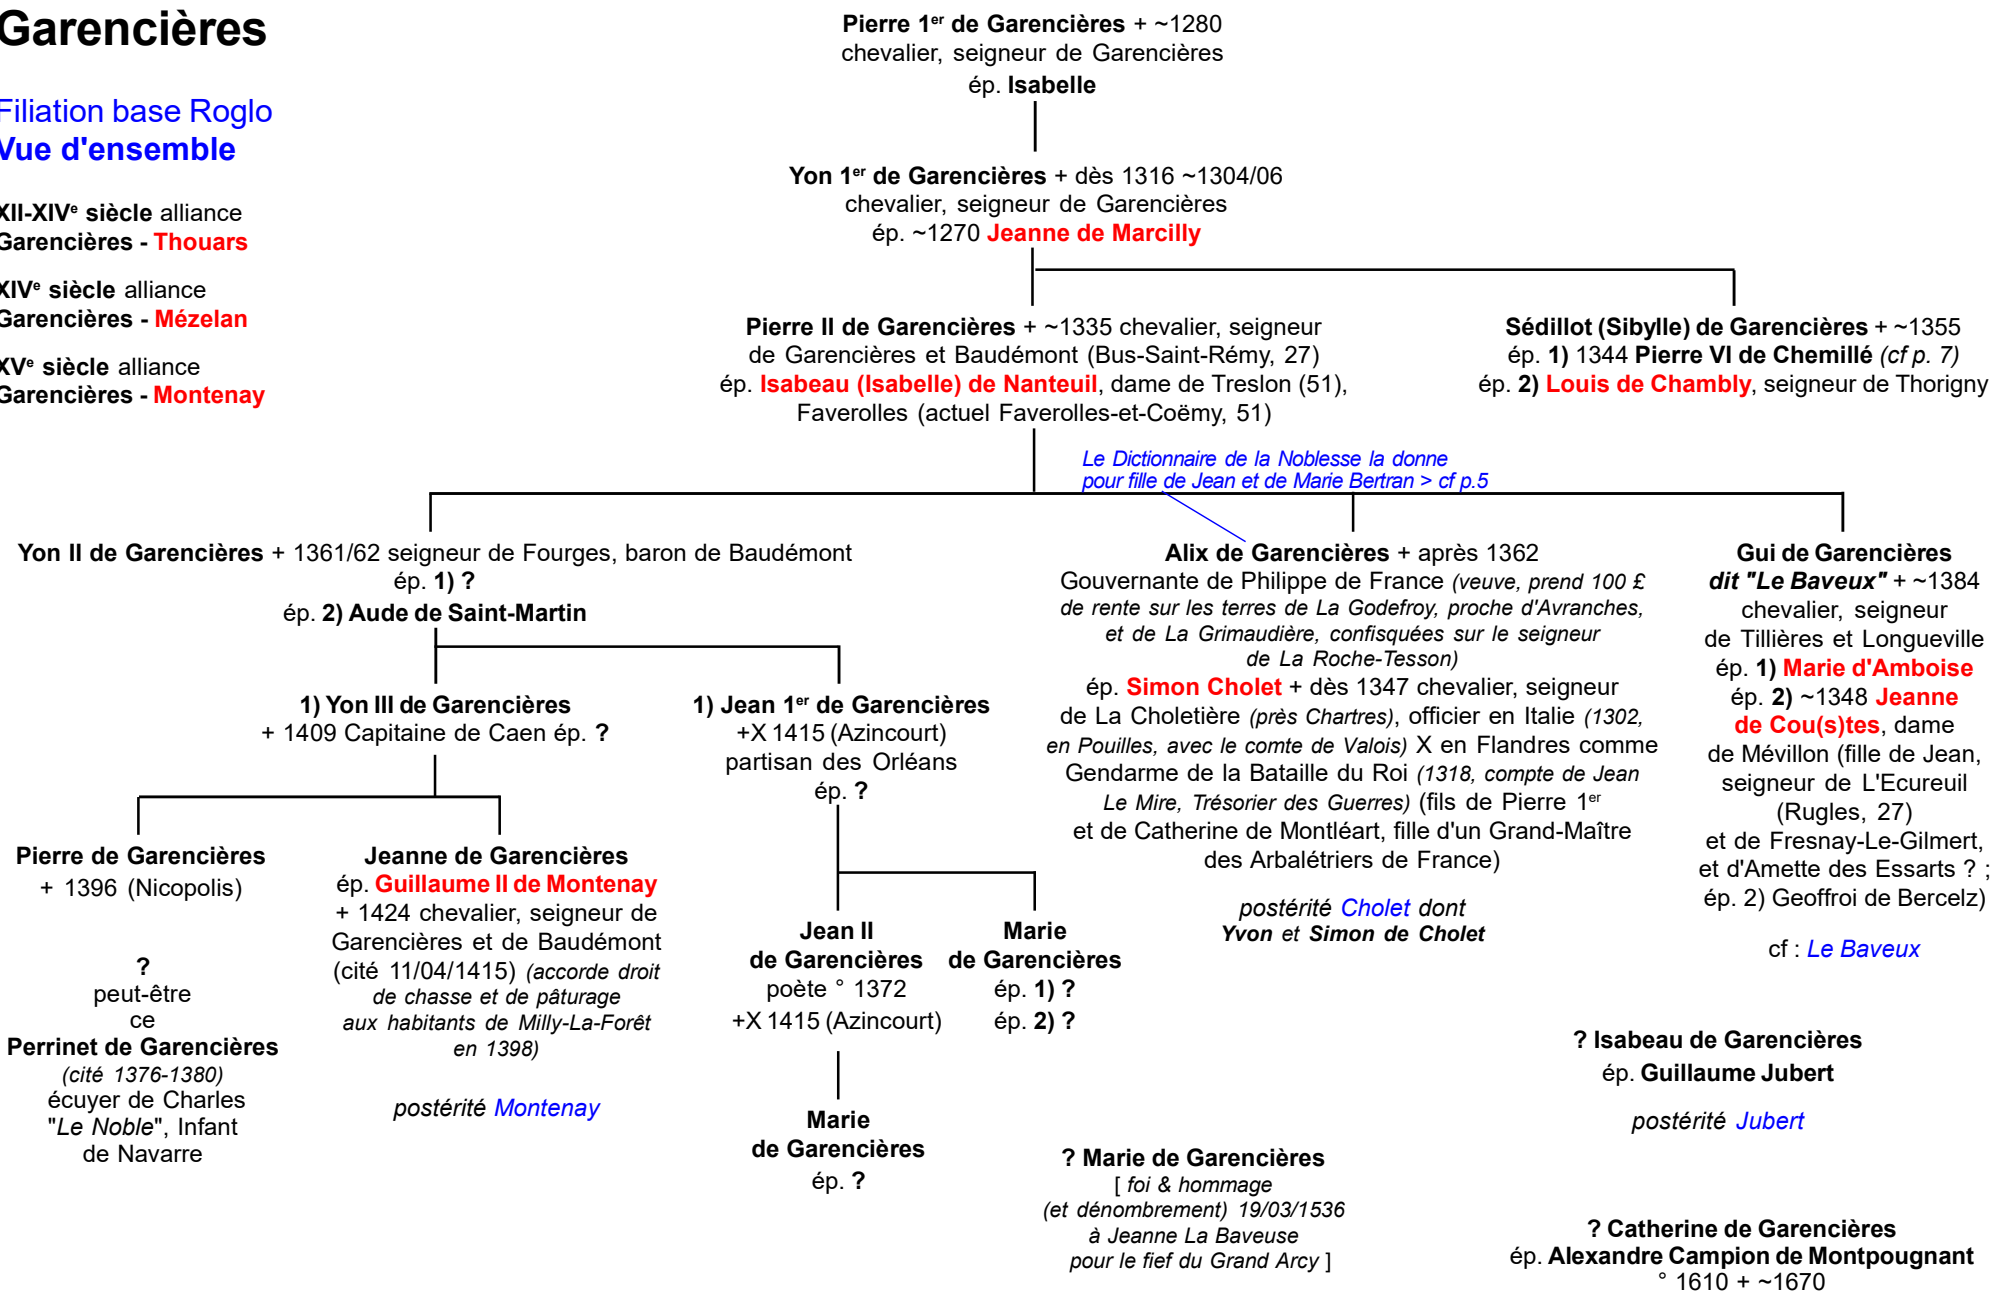 Garencières
Filiation base Roglo
Vue d'ensemble
XII-XIVe siècle alliance
Garencières - Thouars
XIVe siècle alliance
Garencières - Mézelan
XVe siècle alliance
Garencières - Montenay
Pierre 1er de Garencières + ~1280
chevalier, seigneur de Garencières
ép. Isabelle
Yon 1er de Garencières + dès 1316 ~1304/06
chevalier, seigneur de Garencières
ép. ~1270 Jeanne de Marcilly
Pierre II de Garencières + ~1335 chevalier, seigneur
de Garencières et Baudémont (Bus-Saint-Rémy, 27)
ép. Isabeau (Isabelle) de Nanteuil, dame de Treslon (51),
Faverolles (actuel Faverolles-et-Coëmy, 51)
Sédillot (Sibylle) de Garencières + ~1355
ép. 1) 1344 Pierre VI de Chemillé (cf p. 7)
ép. 2) Louis de Chambly, seigneur de Thorigny
Le Dictionnaire de la Noblesse la donne
pour fille de Jean et de Marie Bertran > cf p.5
Yon II de Garencières + 1361/62 seigneur de Fourges, baron de Baudémont
ép. 1) ?
ép. 2) Aude de Saint-Martin
Alix de Garencières + après 1362
Gouvernante de Philippe de France (veuve, prend 100 £
de rente sur les terres de La Godefroy, proche d'Avranches,
et de La Grimaudière, confisquées sur le seigneur
de La Roche-Tesson)
ép. Simon Cholet + dès 1347 chevalier, seigneur
de La Choletière (près Chartres), officier en Italie (1302,
en Pouilles, avec le comte de Valois) X en Flandres comme
Gendarme de la Bataille du Roi (1318, compte de Jean
Le Mire, Trésorier des Guerres) (fils de Pierre 1er
et de Catherine de Montléart, fille d'un Grand-Maître
des Arbalétriers de France)
postérité Cholet dont
Yvon et Simon de Cholet
Gui de Garencières
dit "Le Baveux" + ~1384
chevalier, seigneur
de Tillières et Longueville
ép. 1) Marie d'Amboise
ép. 2) ~1348 Jeanne
de Cou(s)tes, dame
de Mévillon (fille de Jean,
seigneur de L'Ecureuil
(Rugles, 27)
et de Fresnay-Le-Gilmert,
et d'Amette des Essarts ? ;
ép. 2) Geoffroi de Bercelz)
cf : Le Baveux
1) Yon III de Garencières
+ 1409 Capitaine de Caen ép. ?
1) Jean 1er de Garencières
+X 1415 (Azincourt)
partisan des Orléans
ép. ?
Pierre de Garencières
+ 1396 (Nicopolis)
?
peut-être
ce
Perrinet de Garencières
(cité 1376-1380)
écuyer de Charles
"Le Noble", Infant
de Navarre
Jeanne de Garencières
ép. Guillaume II de Montenay
+ 1424 chevalier, seigneur de
Garencières et de Baudémont
(cité 11/04/1415) (accorde droit
de chasse et de pâturage
aux habitants de Milly-La-Forêt
en 1398)
postérité Montenay
Jean II
de Garencières
poète ° 1372
+X 1415 (Azincourt)
Marie
de Garencières
ép. 1) ?
ép. 2) ?
Marie
de Garencières
ép. ?
? Marie de Garencières
[ foi & hommage
(et dénombrement) 19/03/1536
à Jeanne La Baveuse
pour le fief du Grand Arcy ]
? Isabeau de Garencières
ép. Guillaume Jubert
postérité Jubert
? Catherine de Garencières
ép. Alexandre Campion de Montpougnant
° 1610 + ~1670